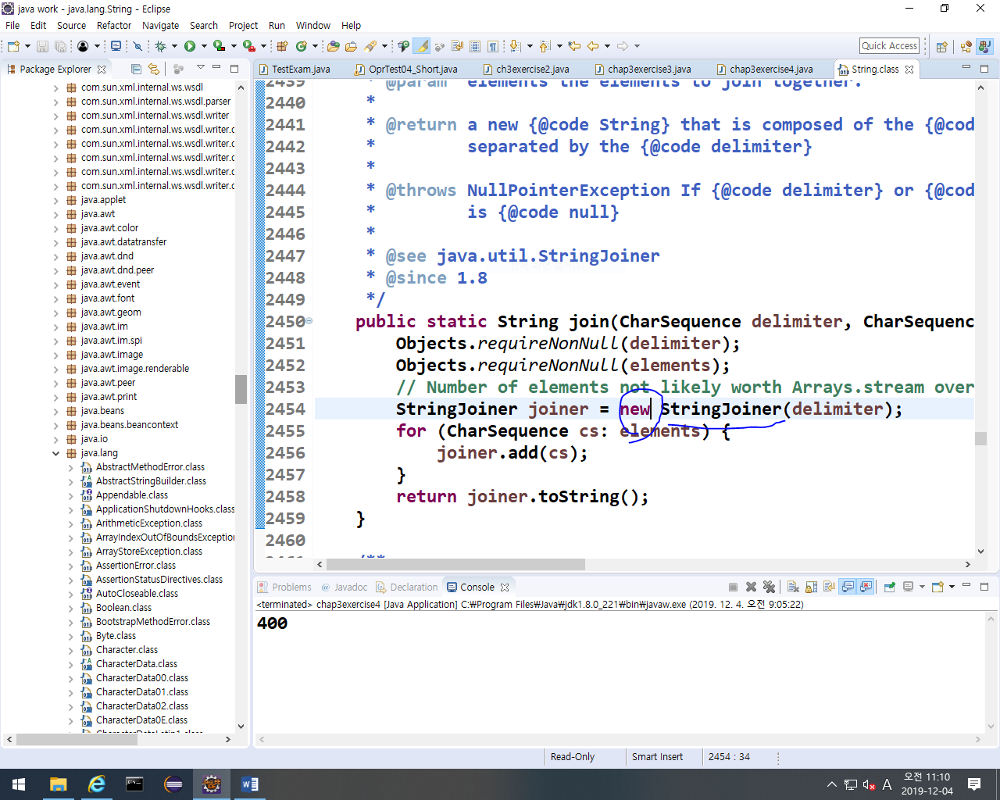 java work - java.lang.String - Eclipse
File Edit Source Refactor Navigate Search Project Run Window Help
Quick Access
Package Explorer
TestExam.java OprTest04_Short.java ch3exercise2.java chap3exercise3.java chap3exercise4.java String.class
com.sun.xml.internal.ws.wsdl
com.sun.xml.internal.ws.wsdl.parser
com.sun.xml.internal.ws.wsdl.writer
com.sun.xml.internal.ws.wsdl.writer.c
com.sun.xml.internal.ws.wsdl.writer.c
com.sun.xml.internal.ws.wsdl.writer.c
com.sun.xml.internal.ws.wsdl.writer.c
com.sun.xml.internal.ws.wsdl.writer.c
java.applet
java.awt
java.awt.color
java.awt.datatransfer
java.awt.dnd
java.awt.dnd.peer
java.awt.event
java.awt.font
java.awt.geom
java.awt.im
java.awt.im.spi
java.awt.image
java.awt.image.renderable
java.awt.peer
java.awt.print
java.beans
java.beans.beancontext
java.io
java.lang
AbstractMethodError.class
AbstractStringBuilder.class
Appendable.class
ApplicationShutdownHooks.class
ArithmeticException.class
ArrayIndexOutOfBoundsException
ArrayStoreException.class
AssertionError.class
AssertionStatusDirectives.class
AutoCloseable.class
Boolean.class
BootstrapMethodError.class
Byte.class
Character.class
CharacterData.class
CharacterData00.class
CharacterData01.class
CharacterData02.class
CharacterData0E.class
CharacterDataLatin1.class
2439 * @param elements the elements to join together.
2440 *
2441 * @return a new {@code String} that is composed of the {@cod
2442 * separated by the {@code delimiter}
2443 *
2444 * @throws NullPointerException If {@code delimiter} or {@cod
2445 * is {@code null}
2446 *
2447 * @see java.util.StringJoiner
2448 * @since 1.8
2449 */
2450 public static String join(CharSequence delimiter, CharSequenc
2451 Objects.requireNonNull(delimiter);
2452 Objects.requireNonNull(elements);
2453 // Number of elements not likely worth Arrays.stream over
2454 StringJoiner joiner = new StringJoiner(delimiter);
2455 for (CharSequence cs: elements) {
2456 joiner.add(cs);
2457 }
2458 return joiner.toString();
2459 }
2460
2461 /**
Problems @ Javadoc Declaration Console
<terminated> chap3exercise4 [Java Application] C:₩Program Files₩Java₩jdk1.8.0_221₩bin₩javaw.exe (2019. 12. 4. 오전 9:05:22)
400
Read-Only Smart Insert 2454 : 34
A 오전 11:10
2019-12-04